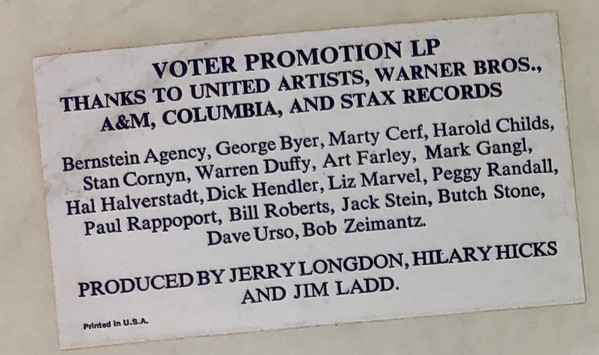 VOTER PROMOTION LP
THANKS TO UNITED ARTISTS, WARNER BROS.,
A&M, COLUMBIA, AND STAX RECORDS
Bernstein Agency, George Byer, Marty Cerf, Harold Childs,
Stan Cornyn, Warren Duffy, Art Farley, Mark Gangl,
Hal Halverstadt, Dick Hendler, Liz Marvel, Peggy Randall,
Paul Rappoport, Bill Roberts, Jack Stein, Butch Stone,
Dave Urso, Bob Zeimantz.
PRODUCED BY JERRY LONGDON, HILARY HICKS
AND JIM LADD.
Printed in U.S.A.